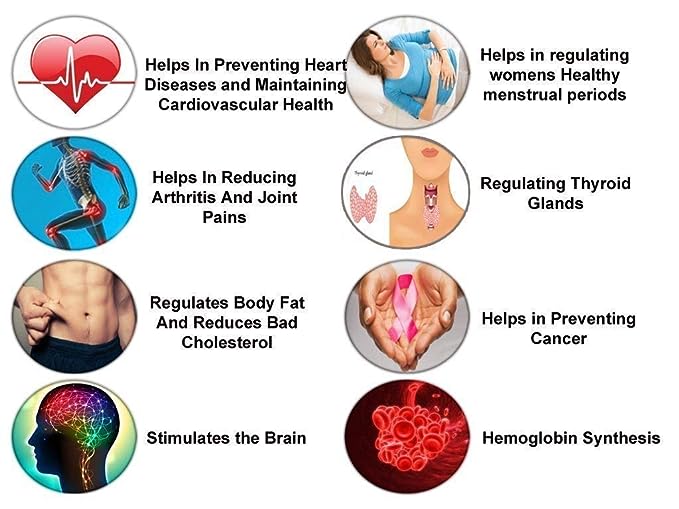 Helps In Preventing Heart
Diseases and Maintaining
Cardiovascular Health
Helps in regulating
womens Healthy
menstrual periods
Helps In Reducing
Arthritis And Joint
Pains
Thyroid gland
Regulating Thyroid
Glands
Regulates Body Fat
And Reduces Bad
Cholesterol
Helps in Preventing
Cancer
Stimulates the Brain
Hemoglobin Synthesis